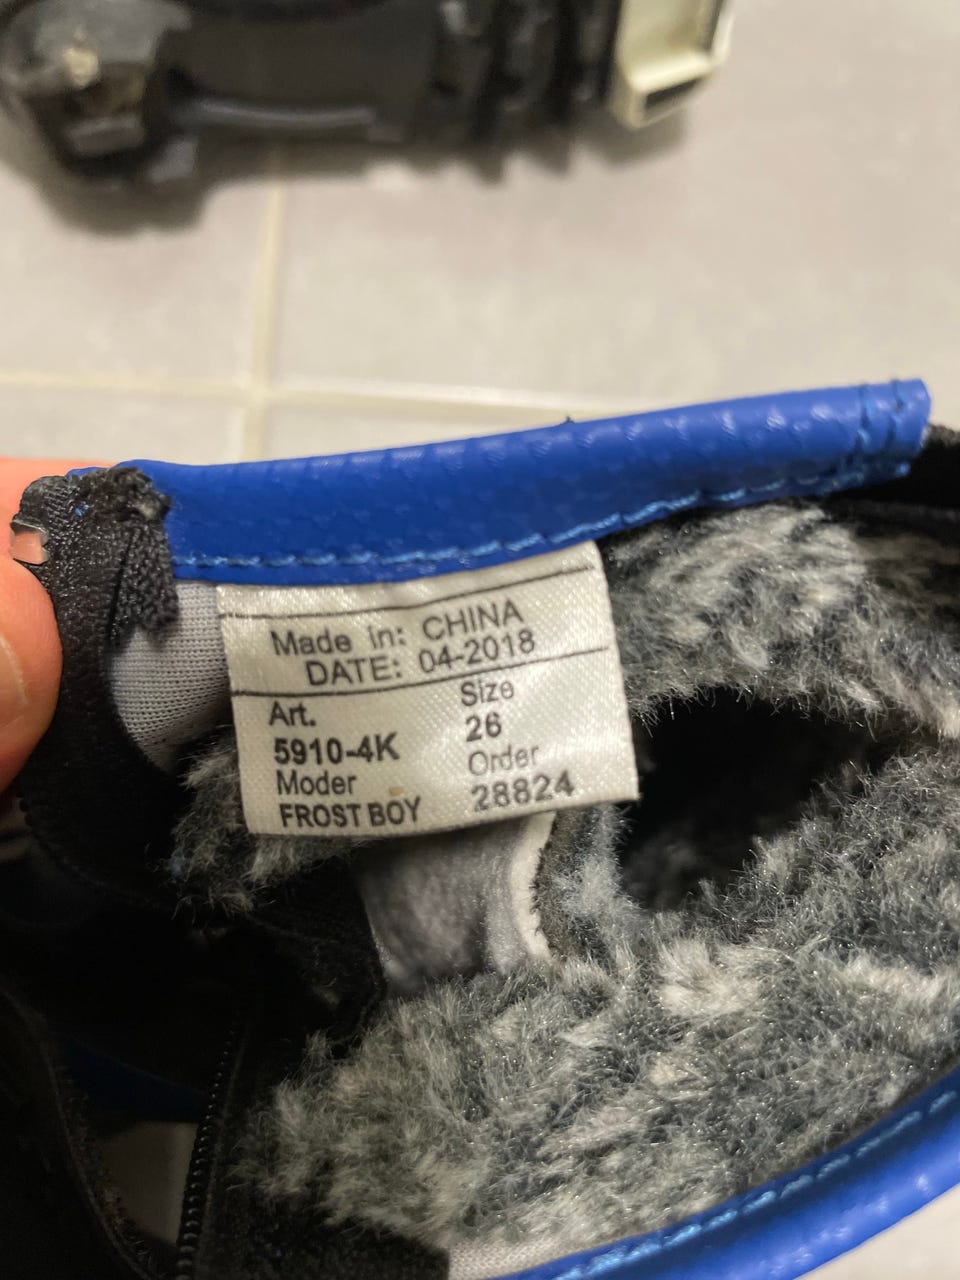 Made in: CHINA
DATE: 04-2018
Art. Size
5910-4K 26
Moder Order
FROST BOY 28824